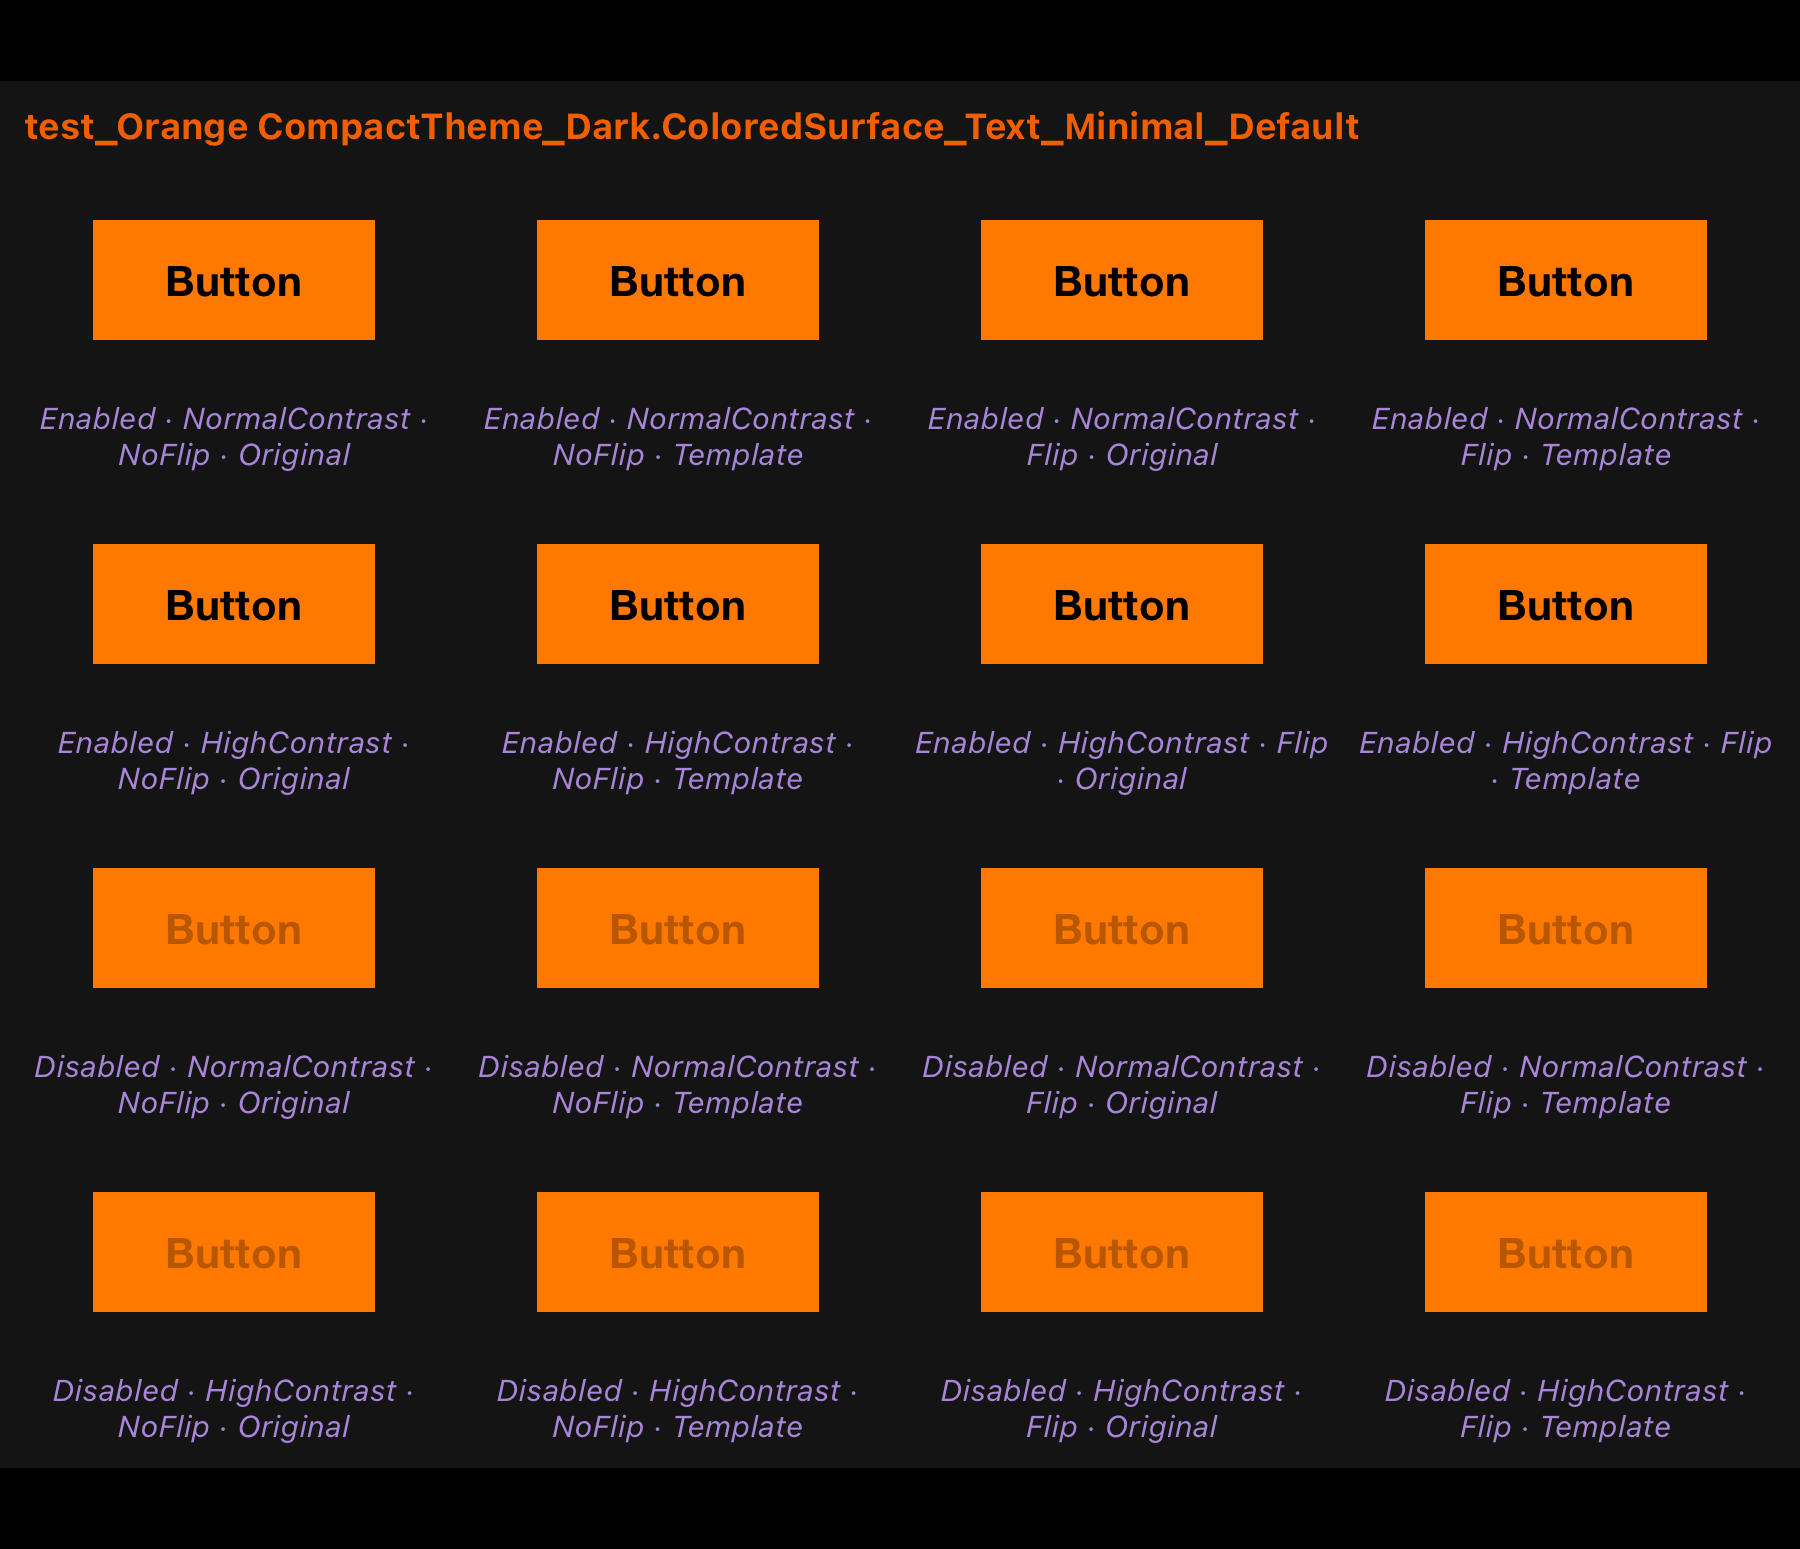 test_Orange CompactTheme_Dark.ColoredSurface_Text_Minimal_Default
Button Button Button Button
Enabled · NormalContrast · Enabled · NormalContrast · Enabled · NormalContrast · Enabled · NormalContrast ·
NoFlip · Original NoFlip · Template Flip · Original Flip · Template
Button Button Button Button
Enabled · HighContrast · Enabled · HighContrast · Enabled · HighContrast · Flip Enabled · HighContrast · Flip
NoFlip · Original NoFlip · Template · Original · Template
Button Button Button Button
Disabled · NormalContrast · Disabled · NormalContrast · Disabled · NormalContrast · Disabled · NormalContrast ·
NoFlip · Original NoFlip · Template Flip · Original Flip · Template
Button Button Button Button
Disabled · HighContrast · Disabled · HighContrast · Disabled · HighContrast · Disabled · HighContrast ·
NoFlip · Original NoFlip · Template Flip · Original Flip · Template